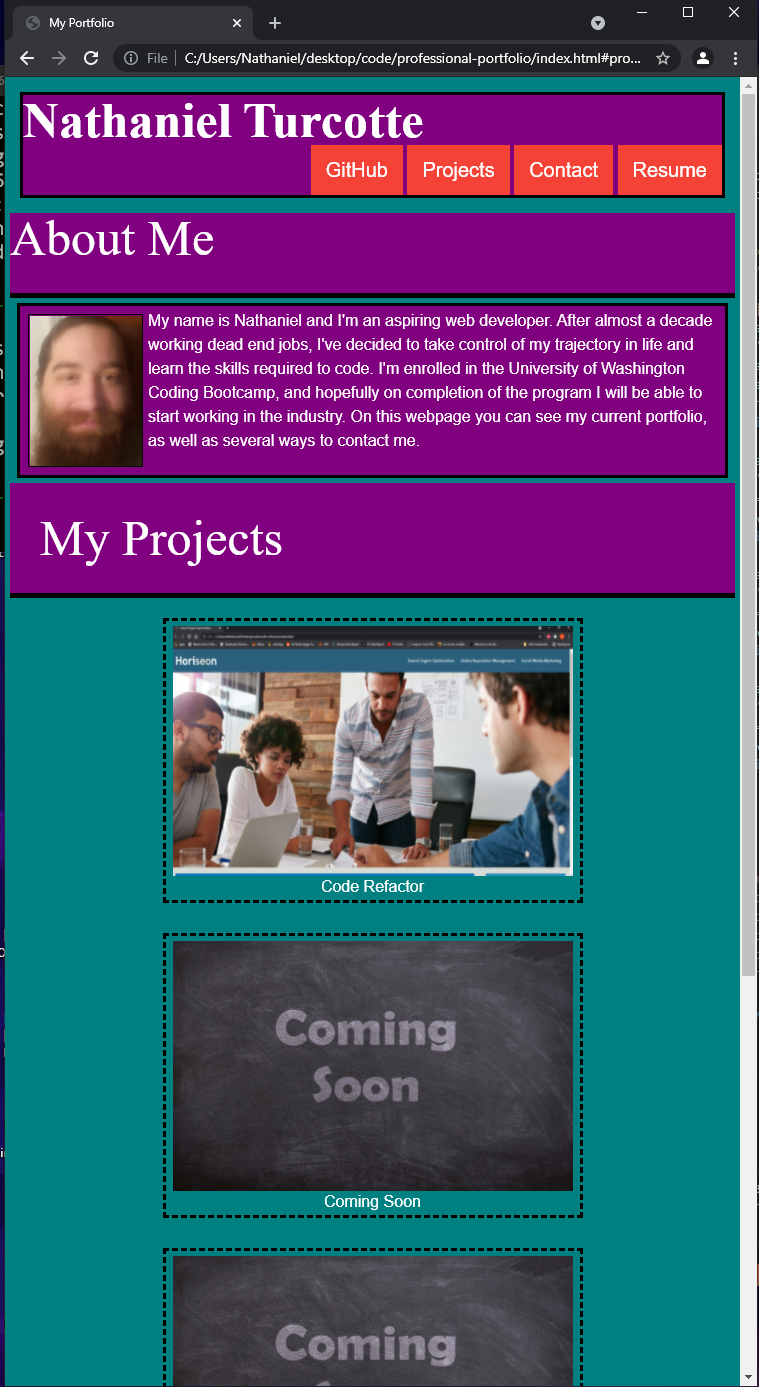 My Portfolio
File
C:/Users/Nathaniel/desktop/code/professional-portfolio/index.html#pro...
Nathaniel Turcotte
GitHub
Projects
Contact
Resume
About Me
My name is Nathaniel and I'm an aspiring web developer. After almost a decade
working dead end jobs, I've decided to take control of my trajectory in life and
learn the skills required to code. I'm enrolled in the University of Washington
Coding Bootcamp, and hopefully on completion of the program I will be able to
start working in the industry. On this webpage you can see my current portfolio,
as well as several ways to contact me.
My Projects
Horiseon
Search Engine Optimization
Online Reputation Management
Social Media Marketing
Code Refactor
Coming
Soon
Coming Soon
Coming